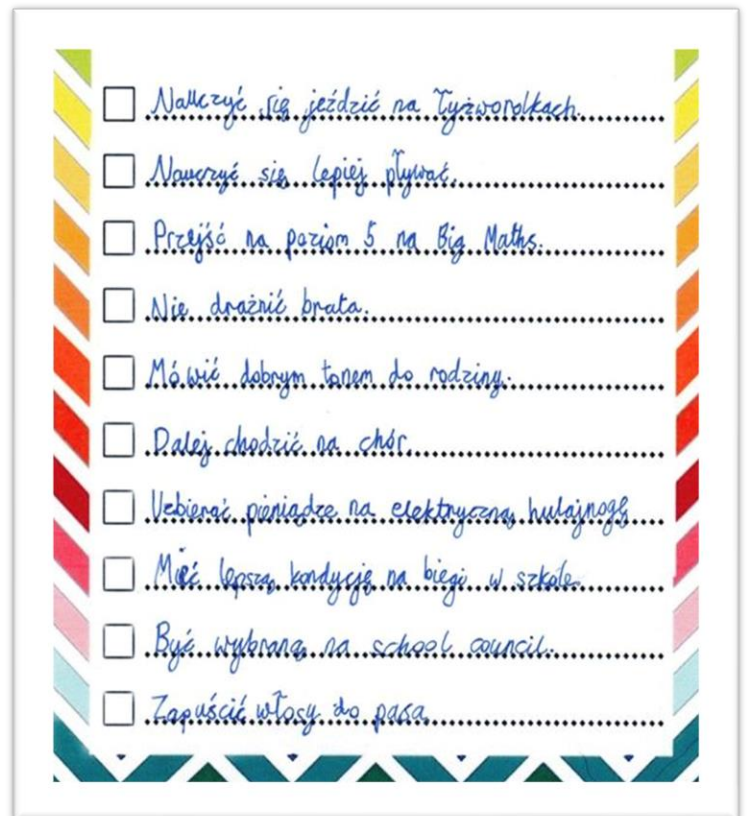 Nauczyć się jeździć na łyżworolkach.
Nauczyć się lepiej pływać.
Przejść na poziom 5 na Big Maths.
Nie drażnić brata.
Mówić dobrym tonem do rodziny.
Dalej chodzić na chór.
Uzbierać pieniądze na elektryczną hulajnogę
Mieć lepszą kondycję na biegi w szkole.
Być wybraną na school council.
Zapuścić włosy do pasa.